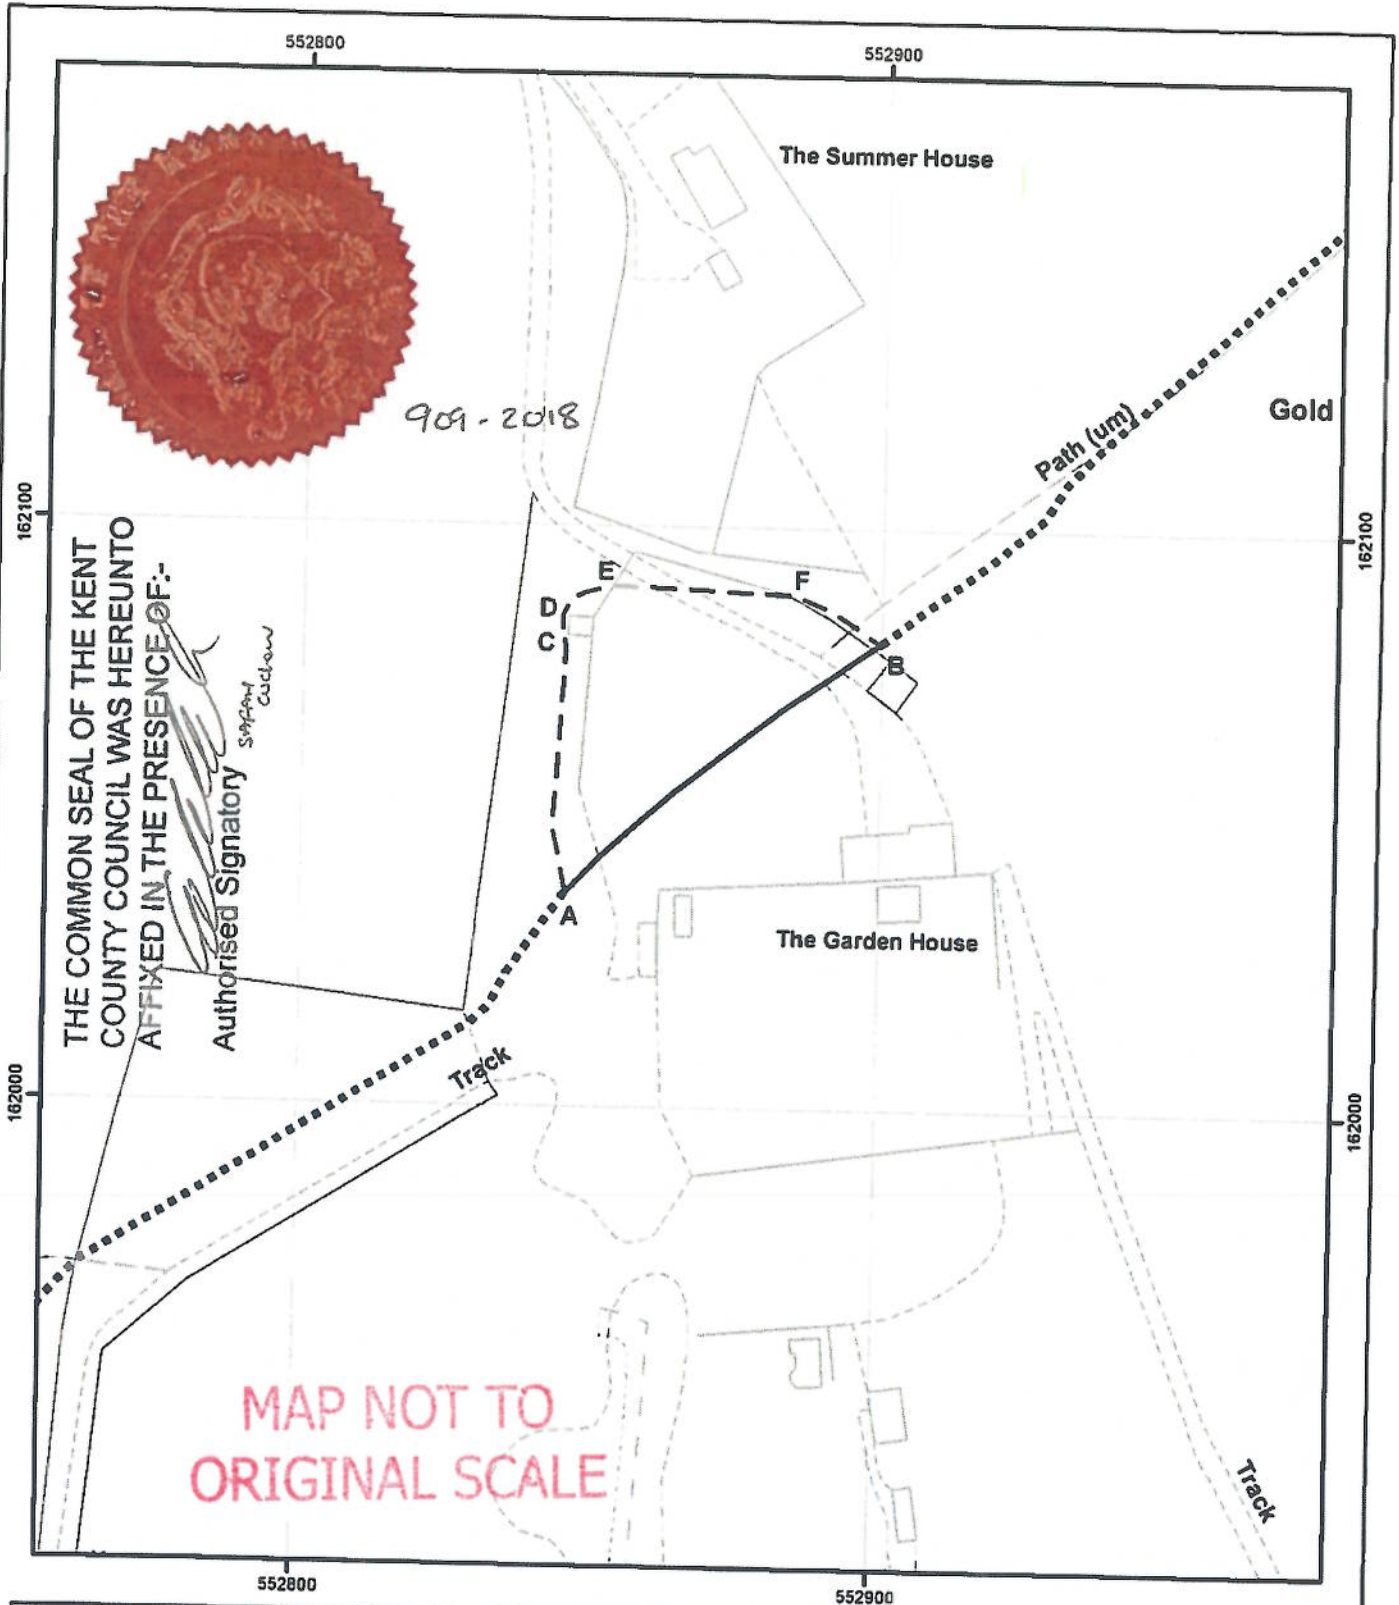 552800
552900
The Summer House
909-2018
Gold
Path (um)
162100
162100
THE COMMON SEAL OF THE KENT
COUNTY COUNCIL WAS HEREUNTO
AFFIXED IN THE PRESENCE OF:-
Authorised Signatory
SARAH
E
F
D
C
B
A
The Garden House
Track
162000
162000
MAP NOT TO
ORIGINAL SCALE
Track
552800
552900